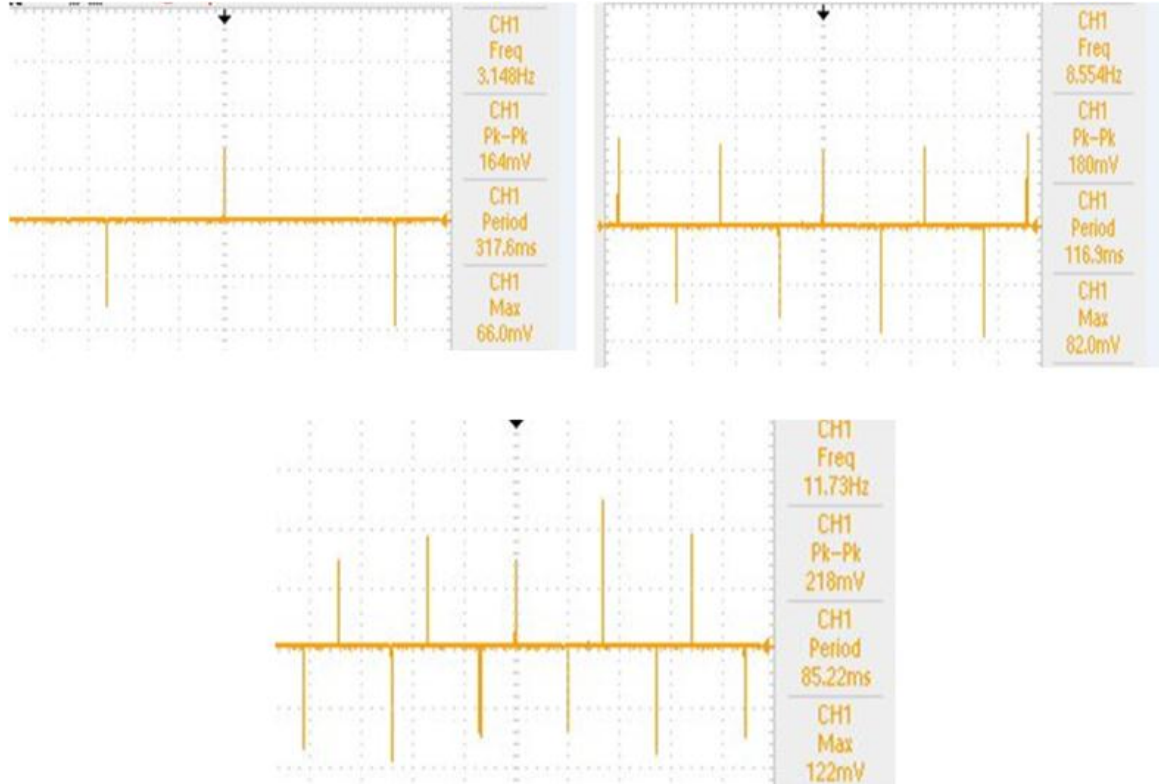 CH1
Freq
3.148Hz
CH1
Pk-Pk
164mV
CH1
Period
317.6ms
CH1
Max
66.0mV
CH1
Freq
8.554Hz
CH1
Pk-Pk
180mV
CH1
Period
116.9ms
CH1
Max
82.0mV
CH1
Freq
11.73Hz
CH1
Pk-Pk
218mV
CH1
Period
85.22ms
CH1
Max
122mV